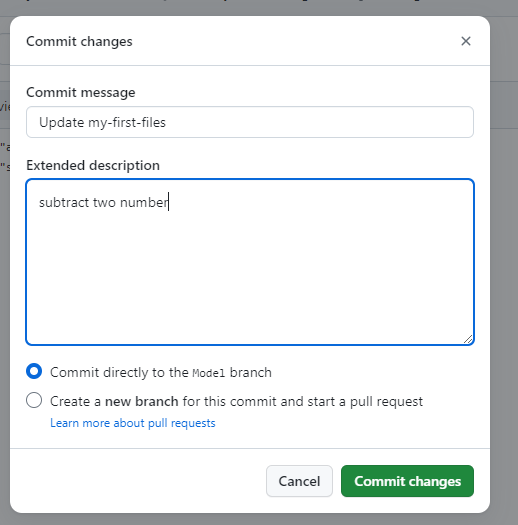 Commit changes
Commit message
Update my-first-files
Extended description
subtract two number
Commit directly to the Model branch
Create a new branch for this commit and start a pull request
Learn more about pull requests
Cancel
Commit changes